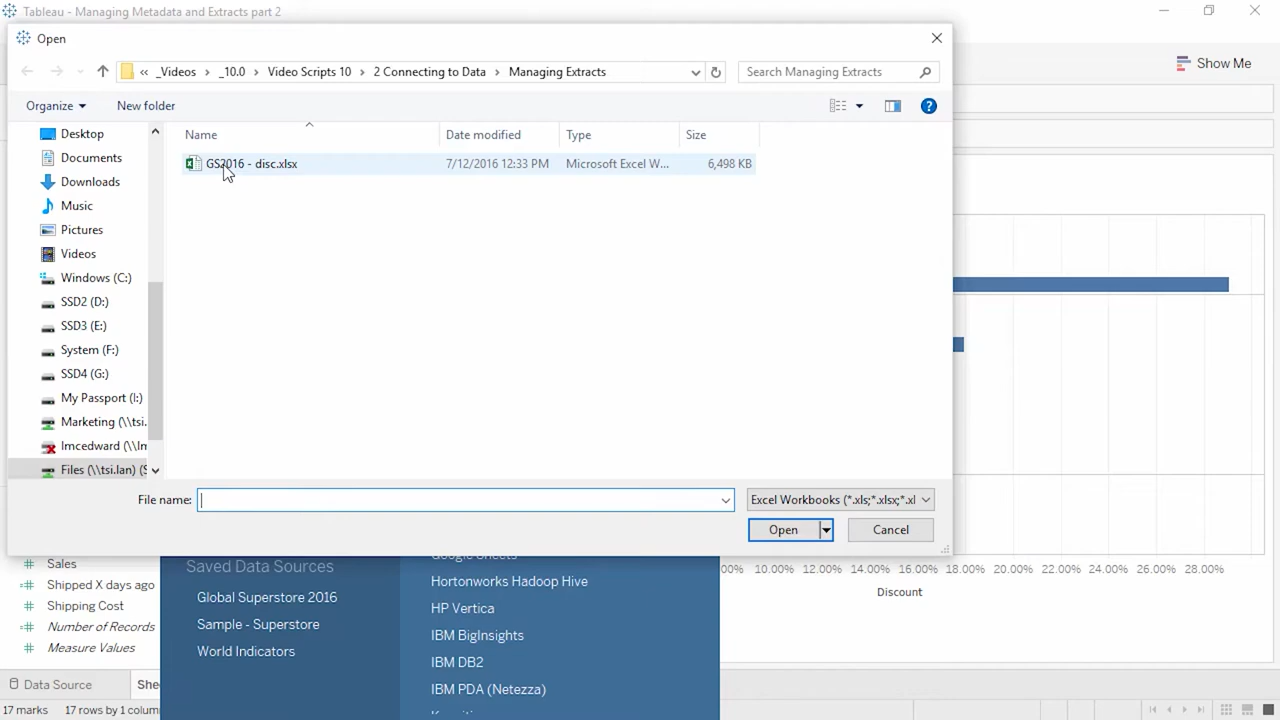 Tableau - Managing Metadata and Extracts part 2
Open
« _Videos > _10.0 > Video Scripts 10 > 2 Connecting to Data > Managing Extracts
Search Managing Extracts
Show Me
Organize
New folder
Name
Date modified
Type
Size
GS2016 - disc.xlsx
7/12/2016 12:33 PM
Microsoft Excel W...
6,498 KB
Desktop
Documents
Downloads
Music
Pictures
Videos
Windows (C:)
SSD2 (D:)
SSD3 (E:)
System (F:)
SSD4 (G:)
My Passport (I:)
Marketing (\\tsi.
lmcedward (\\lm
Files (\\tsi.lan) (S
File name:
Excel Workbooks (*.xls;*.xlsx;*.xl
Open
Cancel
Sales
Shipped X days ago
Shipping Cost
Number of Records
Measure Values
Saved Data Sources
Global Superstore 2016
Sample - Superstore
World Indicators
Google Sheets
Hortonworks Hadoop Hive
HP Vertica
IBM BigInsights
IBM DB2
IBM PDA (Netezza)
00% 10.00% 12.00% 14.00% 16.00% 18.00% 20.00% 22.00% 24.00% 26.00% 28.00%
Discount
Data Source
She
17 marks
17 rows by 1 colum